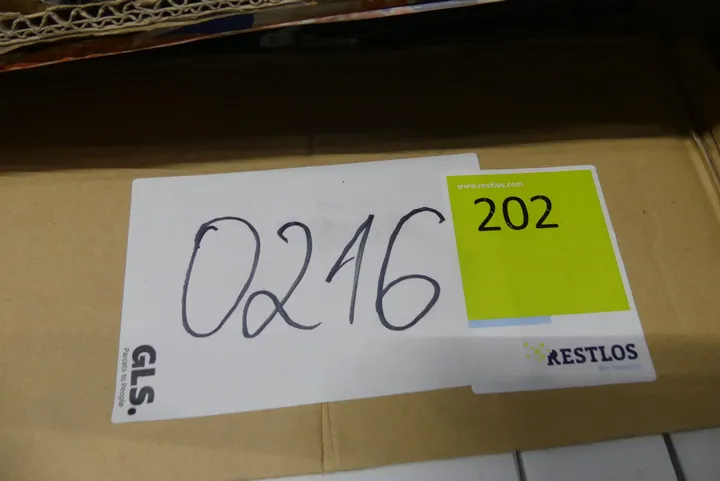 0216
GLS.
Parcels to People
www.restlos.com
202
RESTLOS